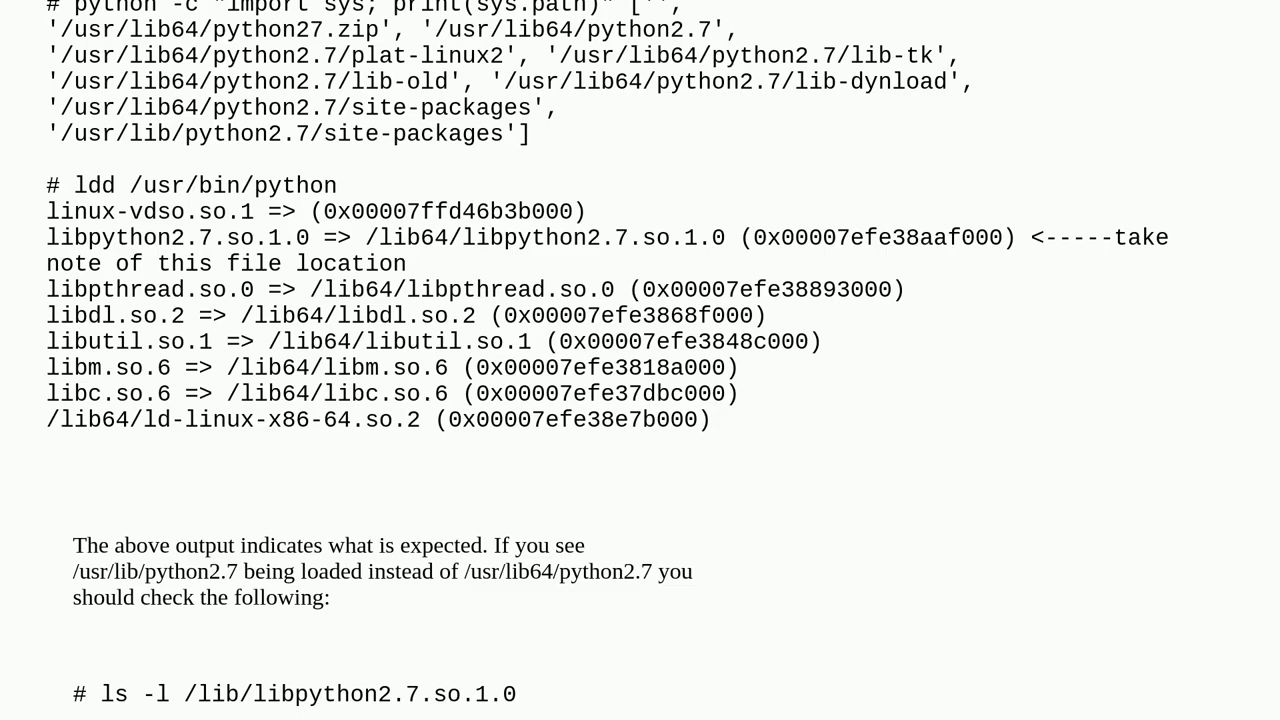 # python -c "import sys; print(sys.path)" ['',
'/usr/lib64/python27.zip', '/usr/lib64/python2.7',
'/usr/lib64/python2.7/plat-linux2', '/usr/lib64/python2.7/lib-tk',
'/usr/lib64/python2.7/lib-old', '/usr/lib64/python2.7/lib-dynload',
'/usr/lib64/python2.7/site-packages',
'/usr/lib/python2.7/site-packages']
# ldd /usr/bin/python
linux-vdso.so.1 => (0x00007ffd46b3b000)
libpython2.7.so.1.0 => /lib64/libpython2.7.so.1.0 (0x00007efe38aaf000) <-----take
note of this file location
libpthread.so.0 => /lib64/libpthread.so.0 (0x00007efe38893000)
libdl.so.2 => /lib64/libdl.so.2 (0x00007efe3868f000)
libutil.so.1 => /lib64/libutil.so.1 (0x00007efe3848c000)
libm.so.6 => /lib64/libm.so.6 (0x00007efe3818a000)
libc.so.6 => /lib64/libc.so.6 (0x00007efe37dbc000)
/lib64/ld-linux-x86-64.so.2 (0x00007efe38e7b000)
The above output indicates what is expected. If you see
/usr/lib/python2.7 being loaded instead of /usr/lib64/python2.7 you
should check the following:
# ls -l /lib/libpython2.7.so.1.0